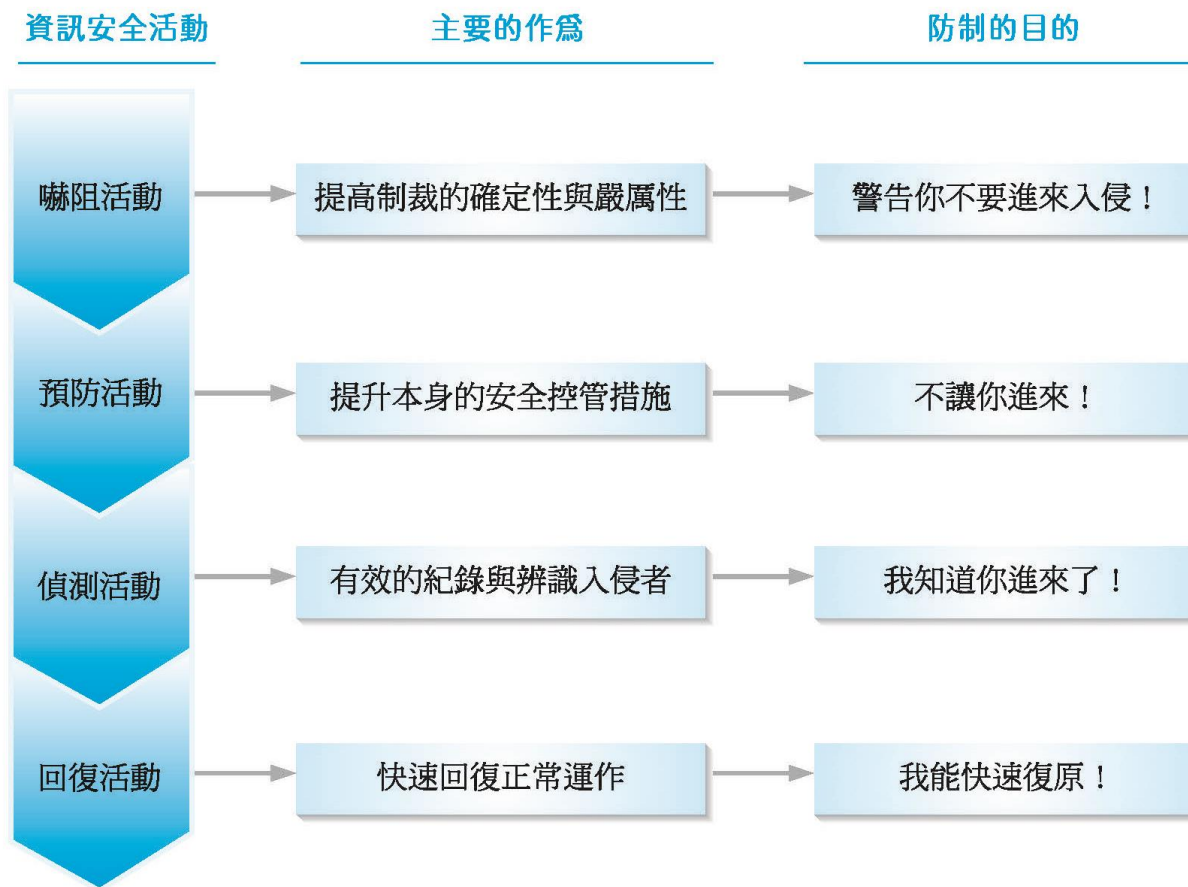 資訊安全活動
主要的作為
防制的目的
嚇阻活動
提高制裁的確定性與嚴厲性
警告你不要進來入侵！
預防活動
提升本身的安全控管措施
不讓你進來！
偵測活動
有效的紀錄與辨識入侵者
我知道你進來了！
回復活動
快速回復正常運作
我能快速復原！